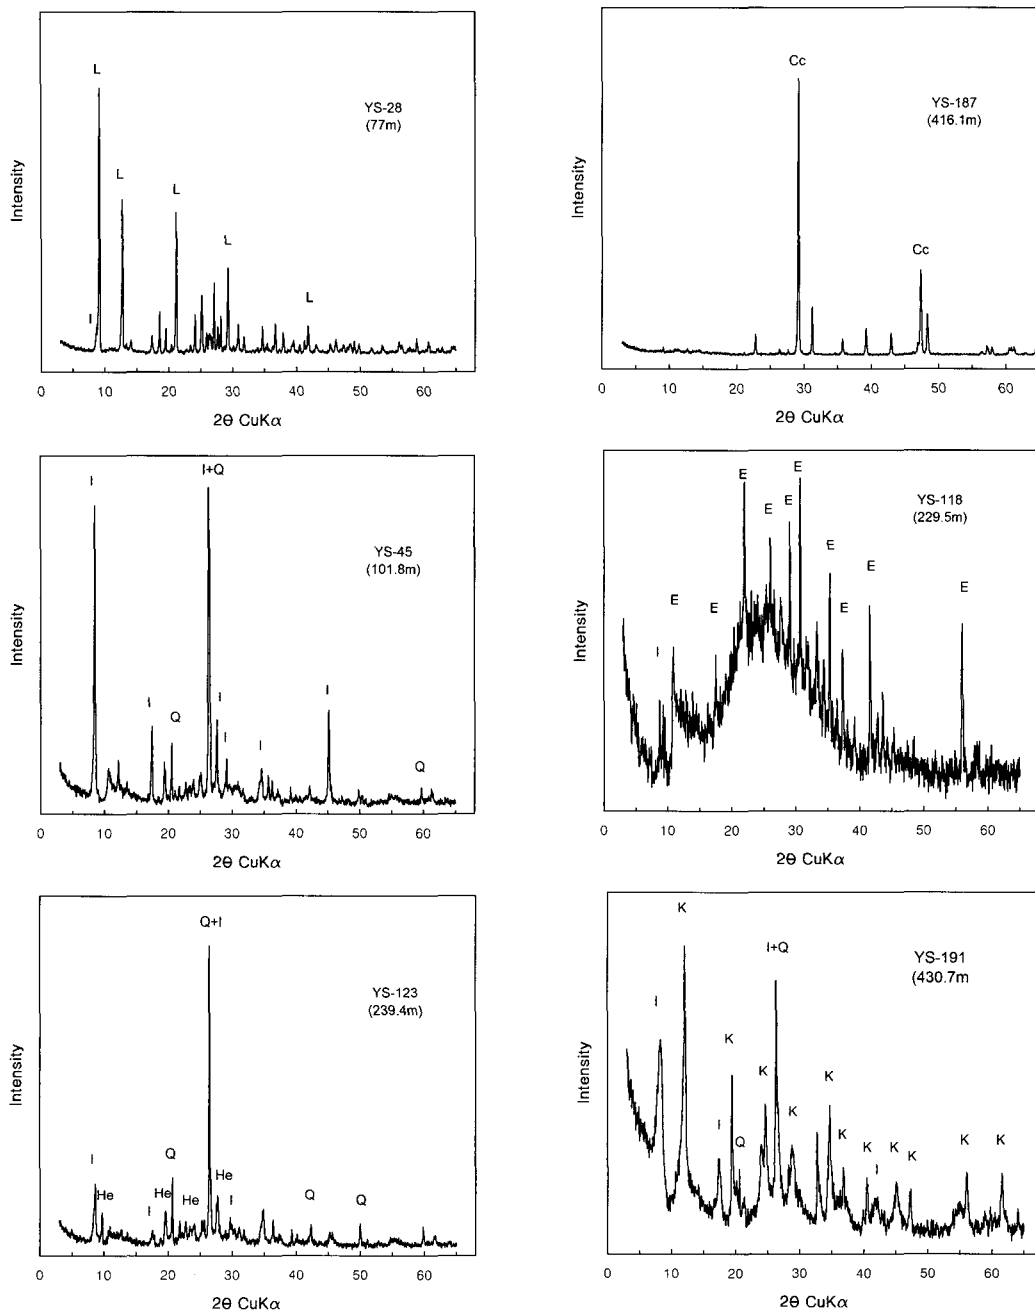 L
YS-28
(77m)
L
L
L
L
I
Intensity
0 10 20 30 40 50 60
2Θ CuKα
Cc
YS-187
(416.1m)
Cc
Intensity
0 10 20 30 40 50 60
2Θ CuKα
I+Q
I
YS-45
(101.8m)
I
Q
I
I
I
I
Q
Intensity
0 10 20 30 40 50 60
2Θ CuKα
E
E
E
E
YS-118
(229.5m)
E
E
E
E
E
E
I
Intensity
0 10 20 30 40 50 60
2Θ CuKα
Q+I
YS-123
(239.4m)
I
He
I
He
Q
He
He
I
Q
Q
Intensity
0 10 20 30 40 50 60
2Θ CuKα
K
I+Q
YS-191
(430.7m
I
K
I
Q
K
K
K
K
K
I
K
K
K
K
Intensity
0 10 20 30 40 50 60
2Θ CuKα